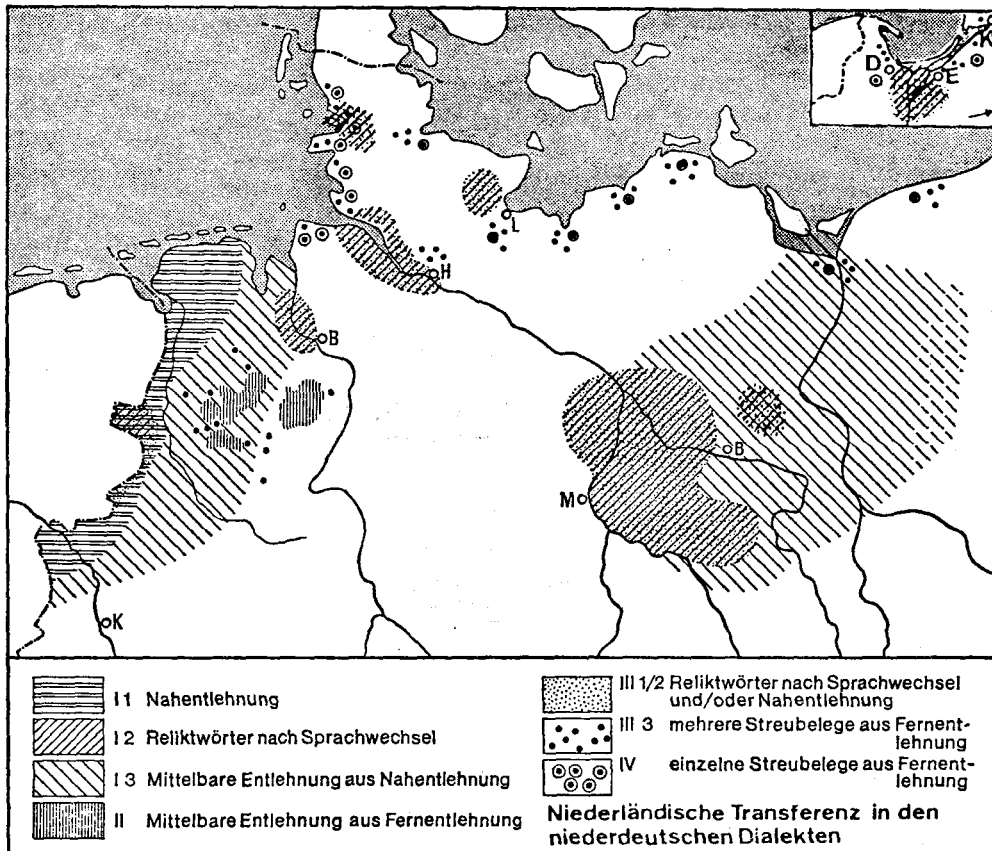 K
D
E
L
H
B
B
M
K
I 1 Nahentlehnung
I 2 Reliktwörter nach Sprachwechsel
I 3 Mittelbare Entlehnung aus Nahentlehnung
II Mittelbare Entlehnung aus Fernentlehnung
III 1/2 Reliktwörter nach Sprachwechsel
und/oder Nahentlehnung
III 3 mehrere Streubelege aus Fernent-
lehnung
IV einzelne Streubelege aus Fernent-
lehnung
Niederländische Transferenz in den
niederdeutschen Dialekten